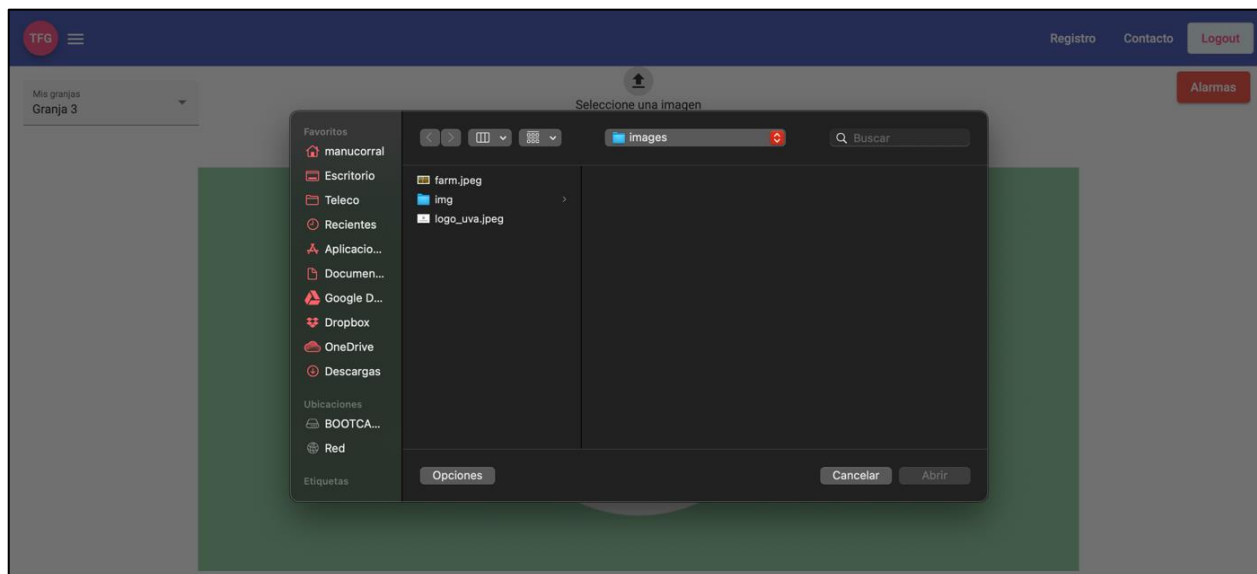 TFG
Registro
Contacto
Logout
Mis granjas
Granja 3
Seleccione una imagen
Alarmas
Favoritos
manucorral
Escritorio
Teleco
Recientes
Aplicacio...
Documen...
Google D...
Dropbox
OneDrive
Descargas
Ubicaciones
BOOTCA...
Red
Etiquetas
images
Buscar
farm.jpeg
img
logo_uva.jpeg
Opciones
Cancelar
Abrir